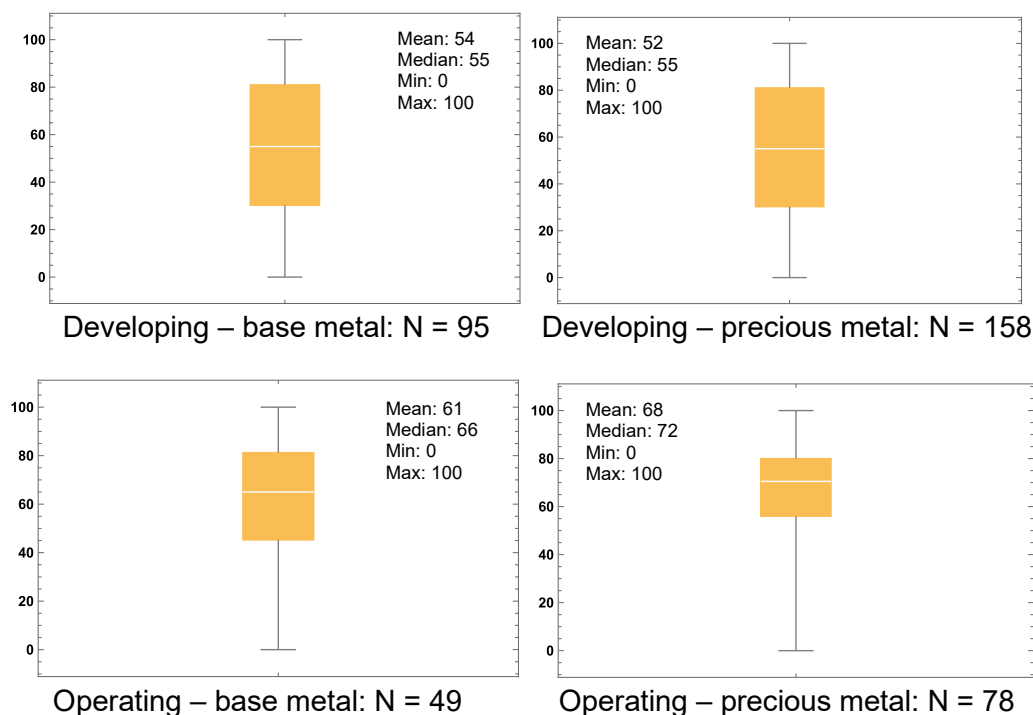 100
80
60
40
20
0
Mean: 54
Median: 55
Min: 0
Max: 100
Developing – base metal: N = 95
100
80
60
40
20
0
Mean: 52
Median: 55
Min: 0
Max: 100
Developing – precious metal: N = 158
100
80
60
40
20
0
Mean: 61
Median: 66
Min: 0
Max: 100
Operating – base metal: N = 49
100
80
60
40
20
0
Mean: 68
Median: 72
Min: 0
Max: 100
Operating – precious metal: N = 78